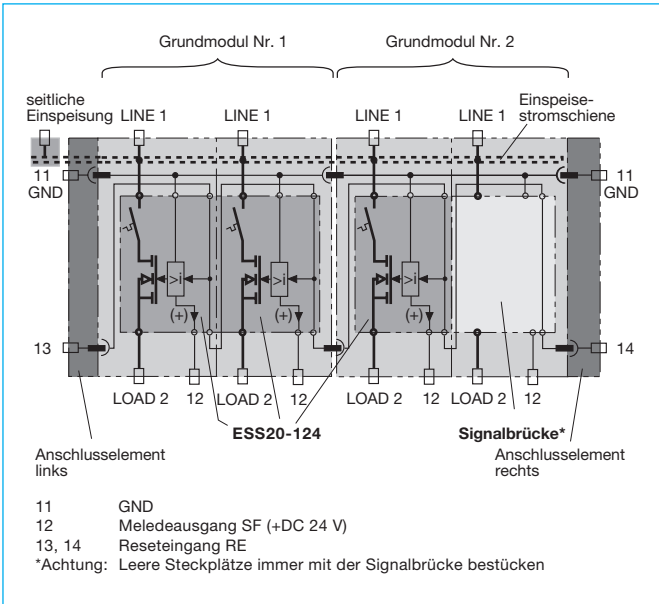 Grundmodul Nr. 1 Grundmodul Nr. 2
seitliche
Einspeisung LINE 1 LINE 1 LINE 1 LINE 1 Einspeise-
stromschiene
11 11
GND GND
>i >i >i
(+) (+) (+)
13 14
LOAD 2 12 LOAD 2 12 LOAD 2 12 LOAD 2 12
ESS20-124 Signalbrücke*
Anschlusselement Anschlusselement
links rechts
11 GND
12 Meledeausgang SF (+DC 24 V)
13, 14 Reseteingang RE
*Achtung: Leere Steckplätze immer mit der Signalbrücke bestücken